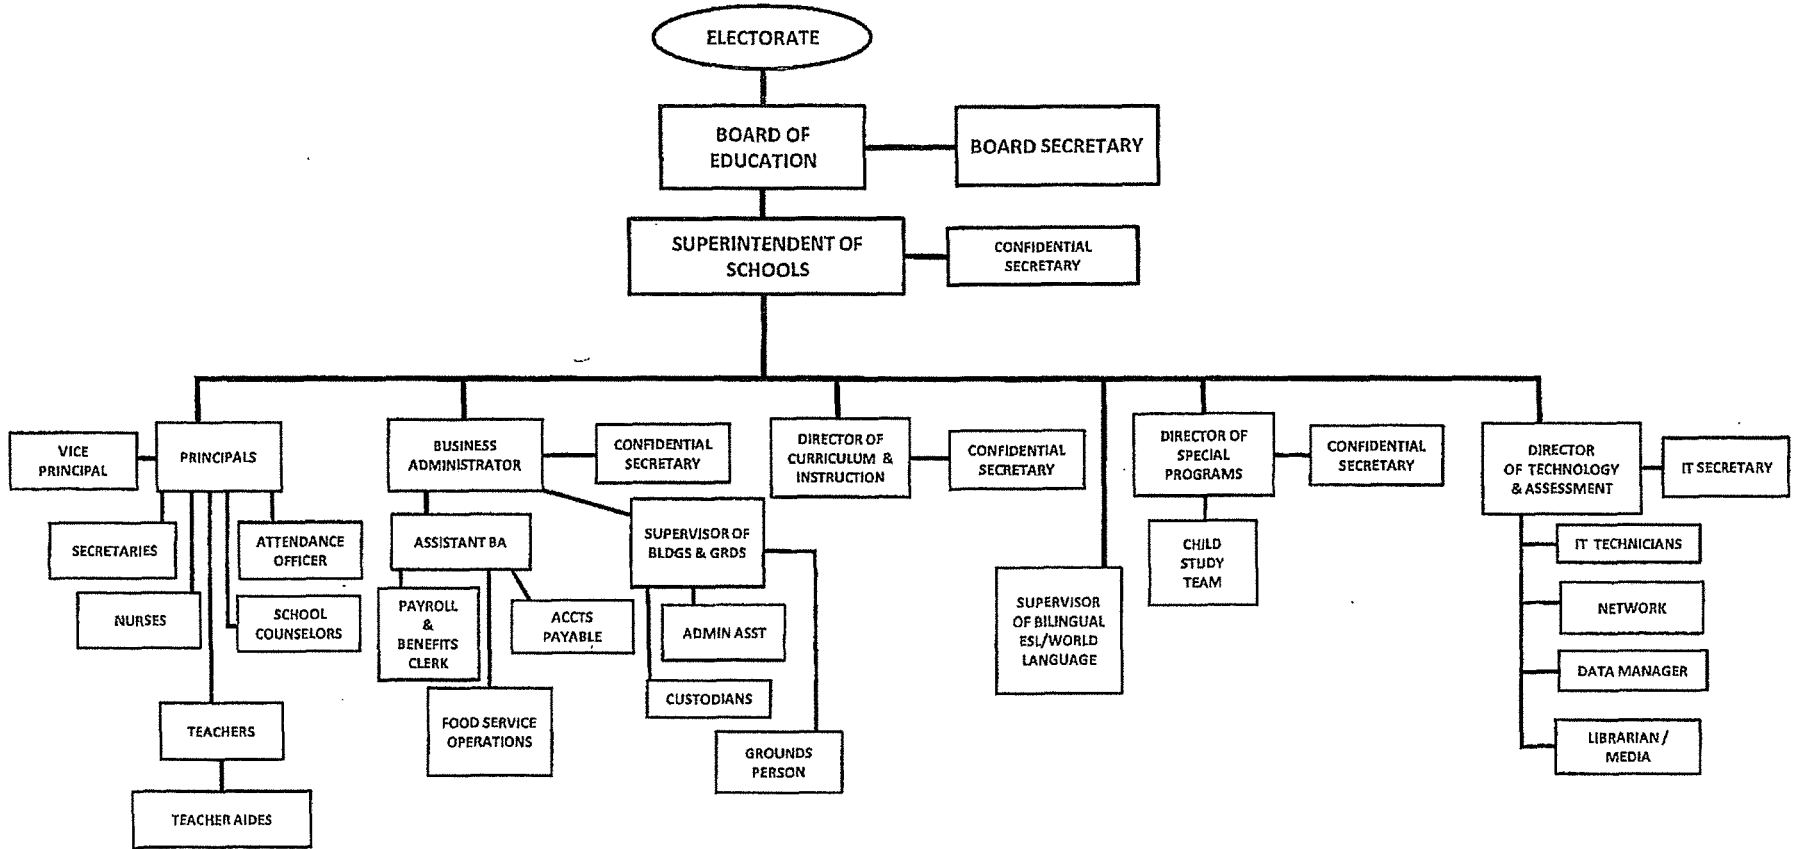 ELECTORATE
BOARD OF
EDUCATION
BOARD SECRETARY
SUPERINTENDENT OF
SCHOOLS
CONFIDENTIAL
SECRETARY
VICE
PRINCIPAL
PRINCIPALS
BUSINESS
ADMINISTRATOR
CONFIDENTIAL
SECRETARY
DIRECTOR OF
CURRICULUM &
INSTRUCTION
CONFIDENTIAL
SECRETARY
DIRECTOR OF
SPECIAL
PROGRAMS
CONFIDENTIAL
SECRETARY
DIRECTOR
OF TECHNOLOGY
& ASSESSMENT
IT SECRETARY
SECRETARIES
ATTENDANCE
OFFICER
NURSES
SCHOOL
COUNSELORS
TEACHERS
TEACHER AIDES
ASSISTANT BA
SUPERVISOR OF
BLDGS & GRDS
PAYROLL
&
BENEFITS
CLERK
ACCTS
PAYABLE
FOOD SERVICE
OPERATIONS
ADMIN ASST
CUSTODIANS
GROUNDS
PERSON
SUPERVISOR
OF BILINGUAL
ESL/WORLD
LANGUAGE
CHILD
STUDY
TEAM
IT TECHNICIANS
NETWORK
DATA MANAGER
LIBRARIAN /
MEDIA